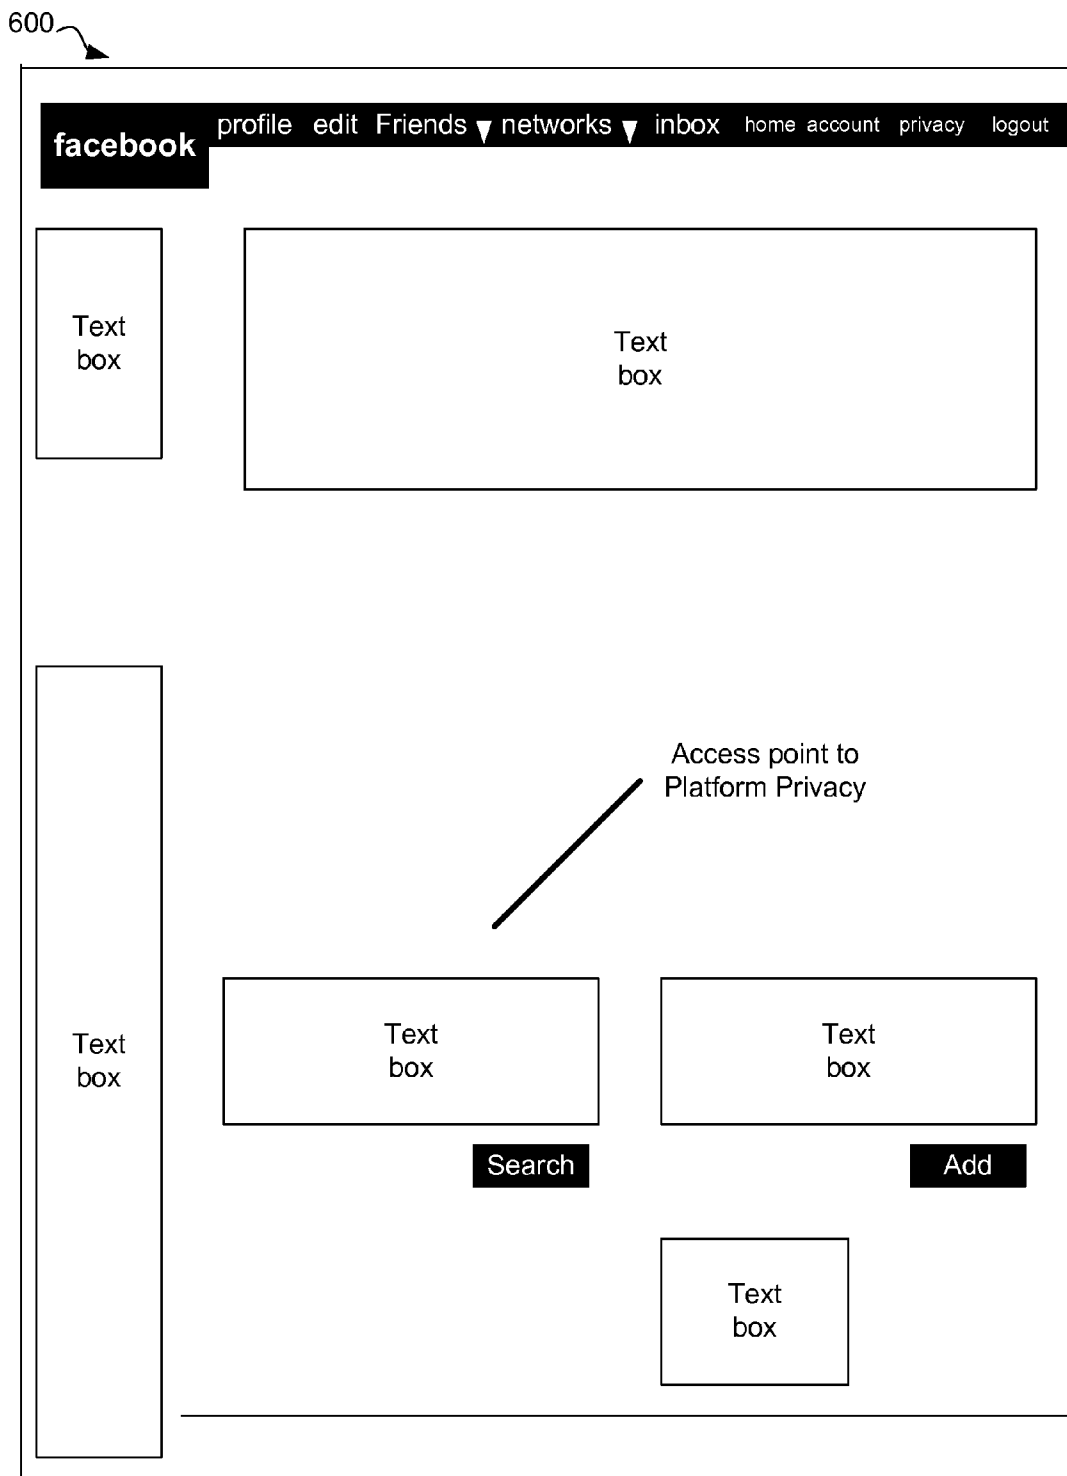 600
facebook
profile edit Friends networks inbox home account privacy logout
Text
box
Text
box
Access point to
Platform Privacy
Text
box
Text
box
Text
box
Search
Add
Text
box